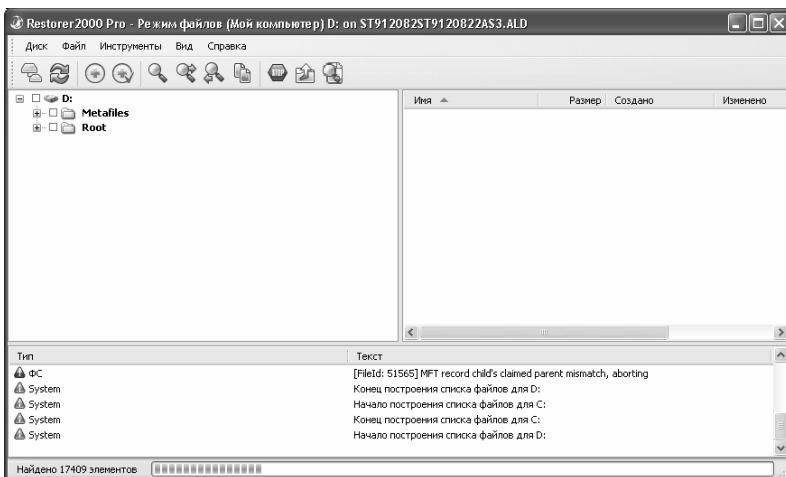 Restorer2000 Pro - Режим файлов (Мой компьютер) D: on ST912082ST9120822AS3.ALD
Диск Файл Инструменты Вид Справка
STOP
D:
Metafiles
Root
Имя Размер Создано Изменено
Тип Текст
ФС [FileId: 51565] MFT record child's claimed parent mismatch, aborting
System Конец построения списка файлов для D:
System Начало построения списка файлов для C:
System Конец построения списка файлов для C:
System Начало построения списка файлов для D:
Найдено 17409 элементов